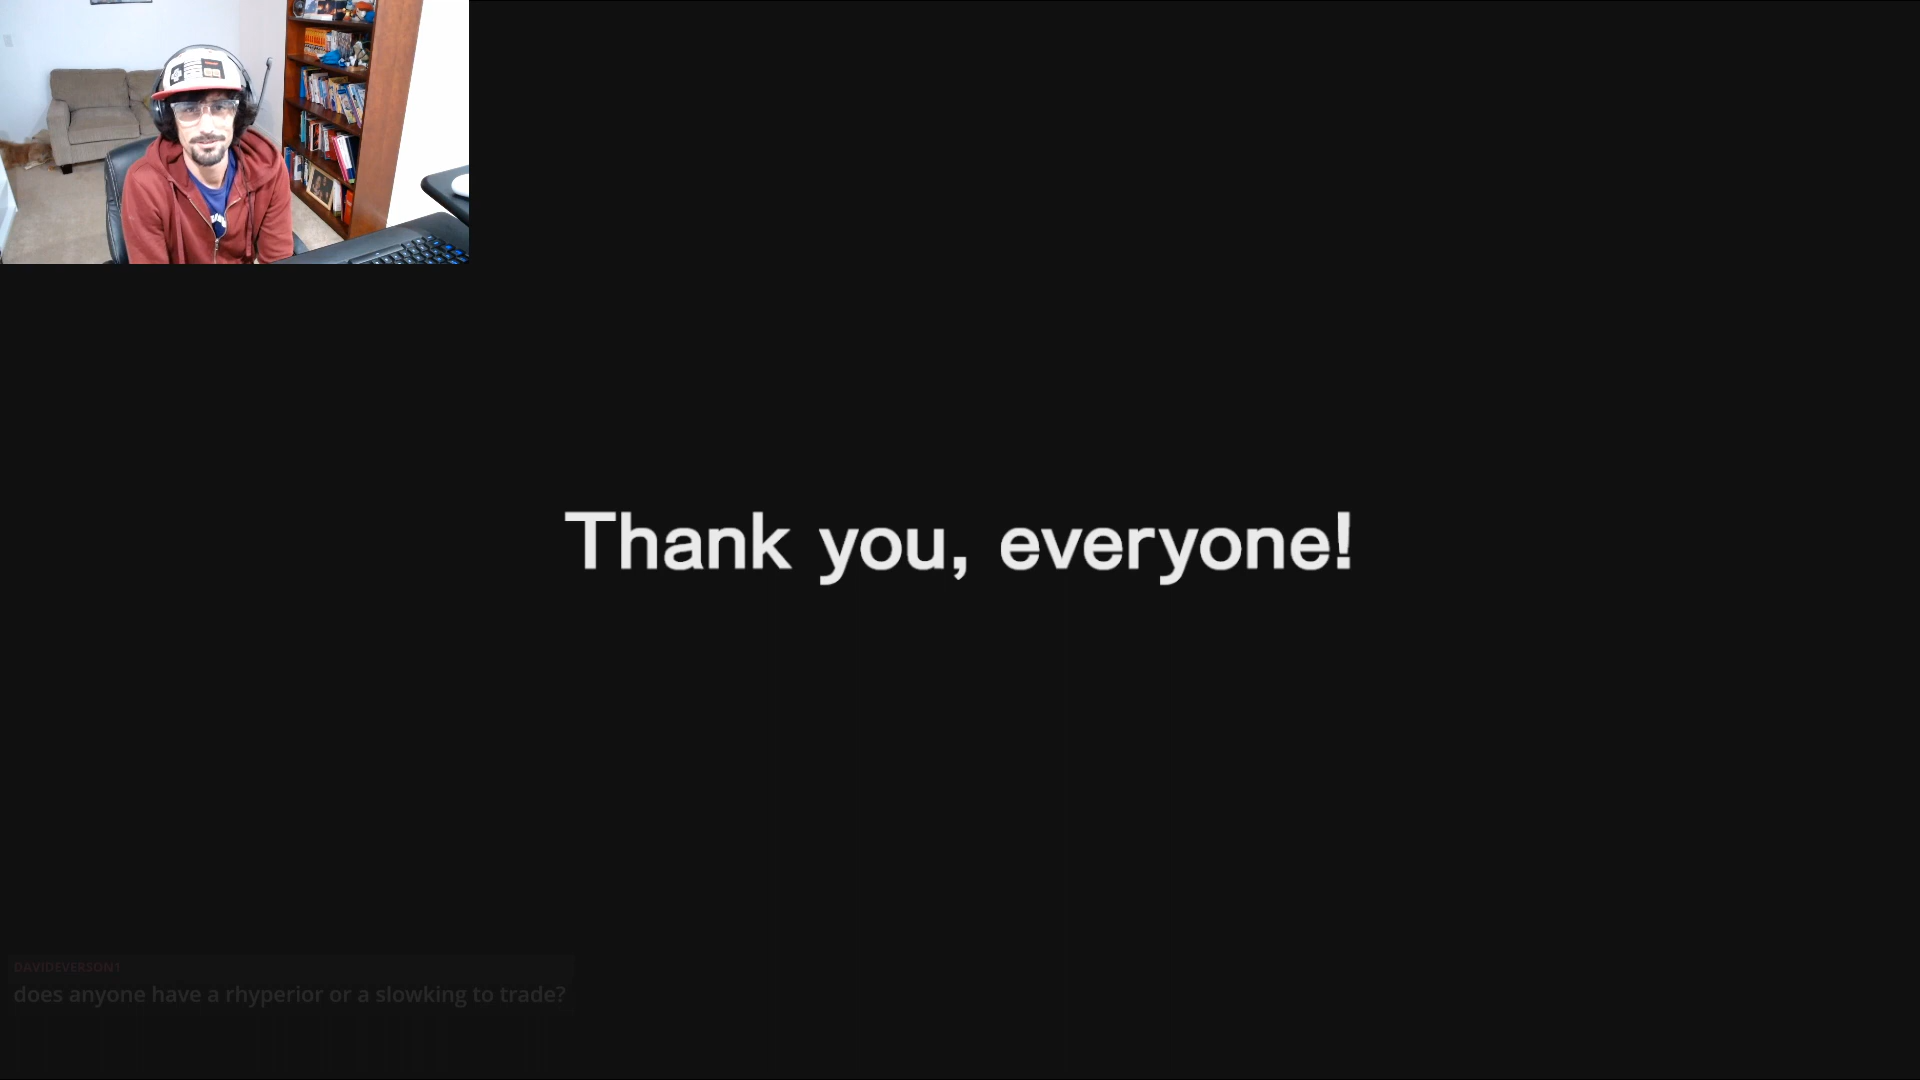 Thank you, everyone!
DAVIDEVERSON1
does anyone have a rhyperior or a slowking to trade?